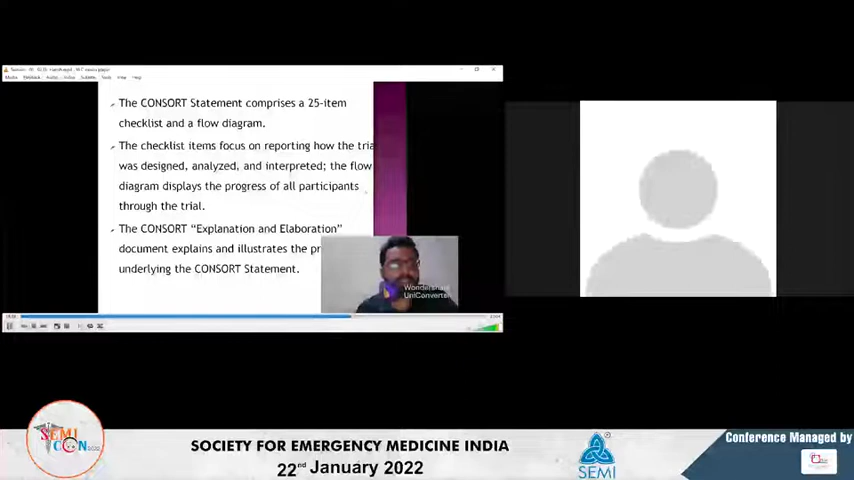 The CONSORT Statement comprises a 25-item
checklist and a flow diagram.
The checklist items focus on reporting how the tria
was designed, analyzed, and interpreted; the flow
diagram displays the progress of all participants
through the trial.
The CONSORT “Explanation and Elaboration”
document explains and illustrates the pr
underlying the CONSORT Statement.
Wondershare
UniConverter
SEMI
CON
SOCIETY FOR EMERGENCY MEDICINE INDIA
22nd January 2022
SEMI
Conference Managed by